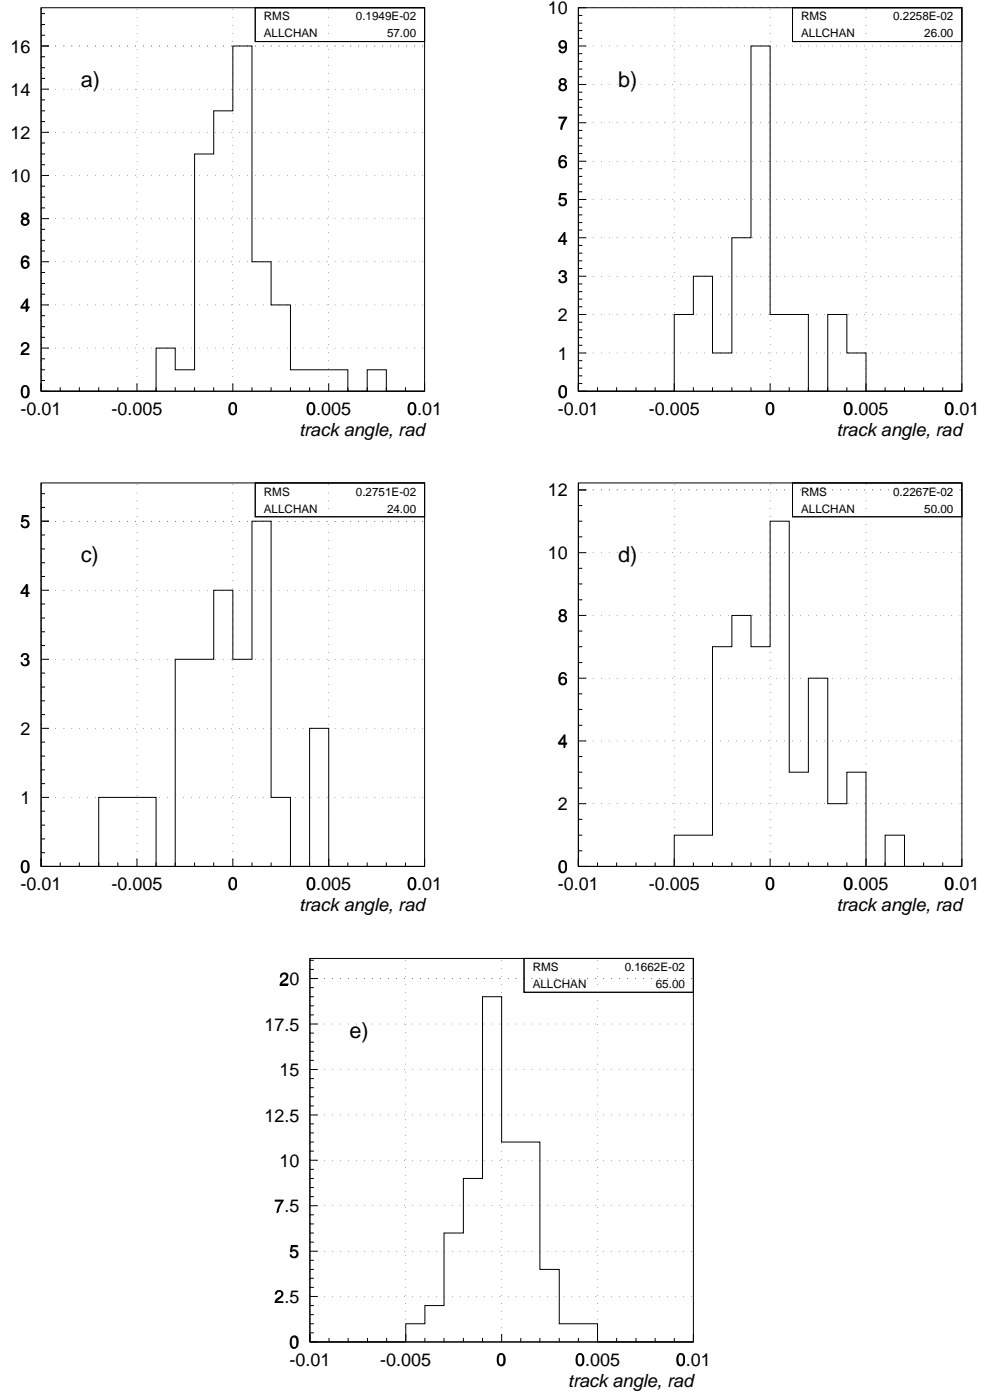 RMS 0.1949E-02
ALLCHAN 57.00
a)
16
14
12
10
8
6
4
2
0
-0.01 -0.005 0 0.005 0.01
track angle, rad
RMS 0.2258E-02
ALLCHAN 26.00
b)
10
9
8
7
6
5
4
3
2
1
0
-0.01 -0.005 0 0.005 0.01
track angle, rad
RMS 0.2751E-02
ALLCHAN 24.00
c)
5
4
3
2
1
0
-0.01 -0.005 0 0.005 0.01
track angle, rad
RMS 0.2267E-02
ALLCHAN 50.00
d)
12
10
8
6
4
2
0
-0.01 -0.005 0 0.005 0.01
track angle, rad
RMS 0.1662E-02
ALLCHAN 65.00
e)
20
17.5
15
12.5
10
7.5
5
2.5
0
-0.01 -0.005 0 0.005 0.01
track angle, rad